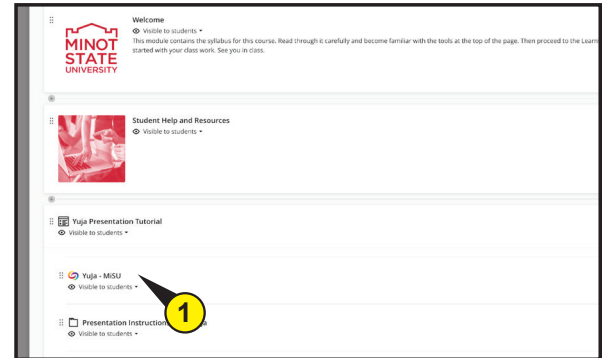 Welcome
Visible to students
This module contains the syllabus for this course. Read through it carefully and become familiar with the tools at the top of the page. Then proceed to the Learn
started with your class work. See you in class.
MINOT
STATE
UNIVERSITY
Student Help and Resources
Visible to students
Yuja Presentation Tutorial
Visible to students
YuJa - MiSU
Visible to students
1
Presentation Instruction
Visible to students